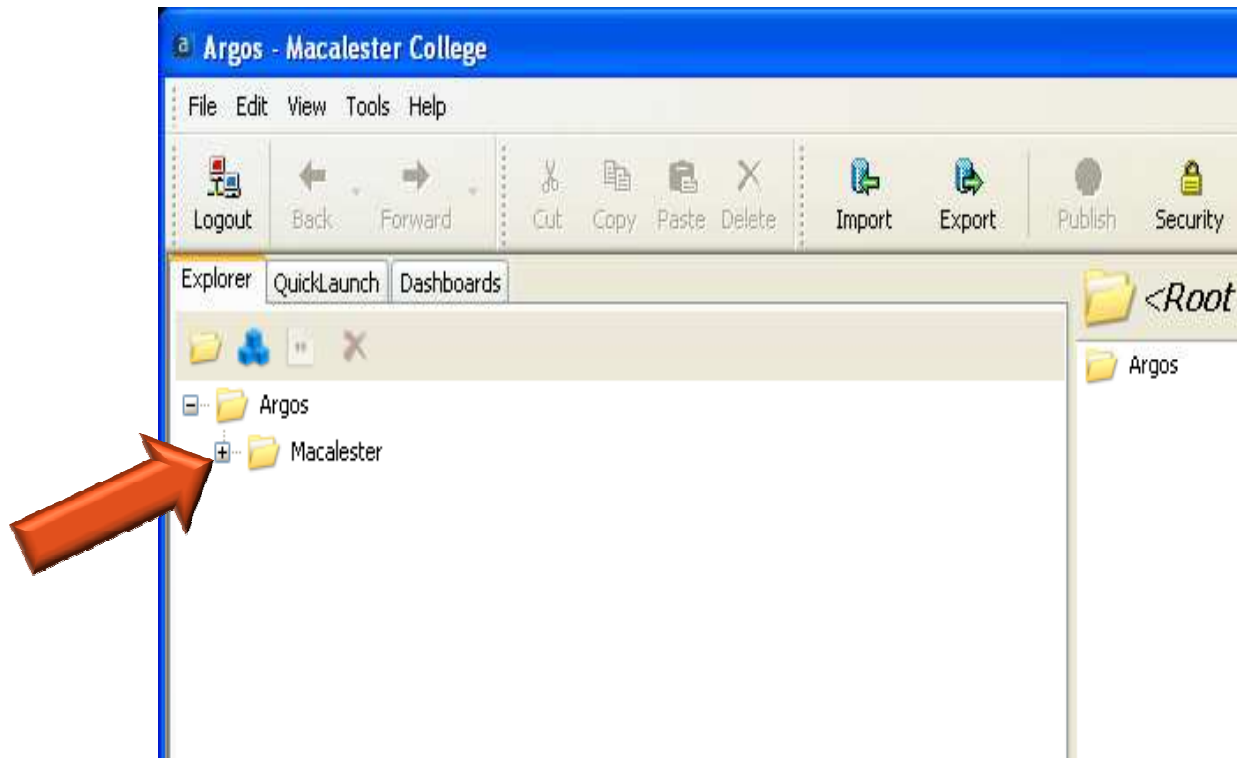 Argos - Macalester College
File Edit View Tools Help
Logout Back Forward Cut Copy Paste Delete Import Export Publish Security
Explorer QuickLaunch Dashboards
<Root
Argos
Argos
Macalester